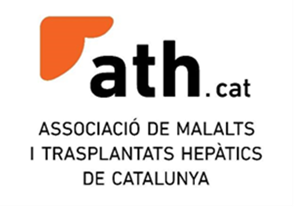 ath.cat
ASSOCIACIÓ DE MALALTS
I TRASPLANTATS HEPÀTICS
DE CATALUNYA